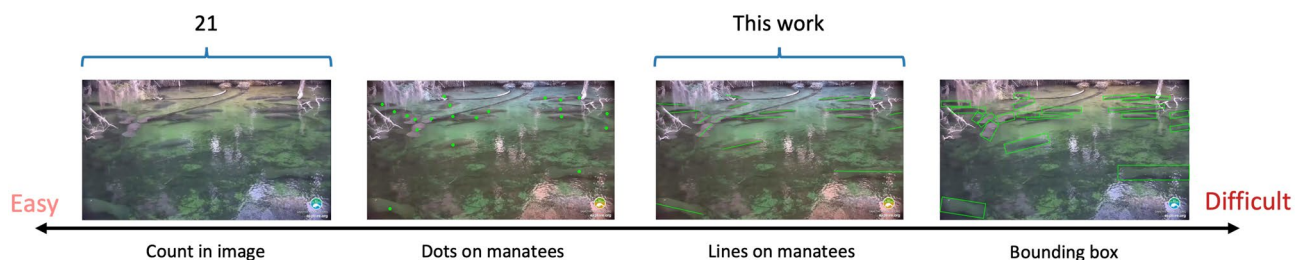 21
This work
Easy
Difficult
Count in image
Dots on manatees
Lines on manatees
Bounding box